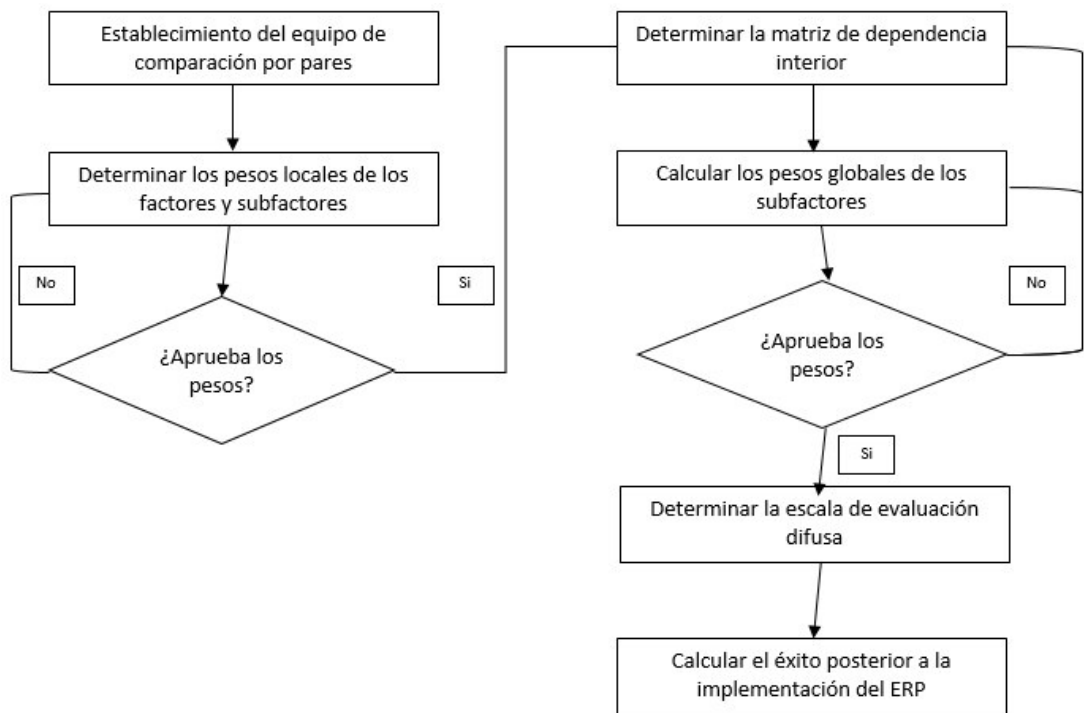 Establecimiento del equipo de
comparación por pares
Determinar los pesos locales de los
factores y subfactores
No
Si
¿Aprueba los
pesos?
Determinar la matriz de dependencia
interior
Calcular los pesos globales de los
subfactores
No
¿Aprueba los
pesos?
Si
Determinar la escala de evaluación
difusa
Calcular el éxito posterior a la
implementación del ERP